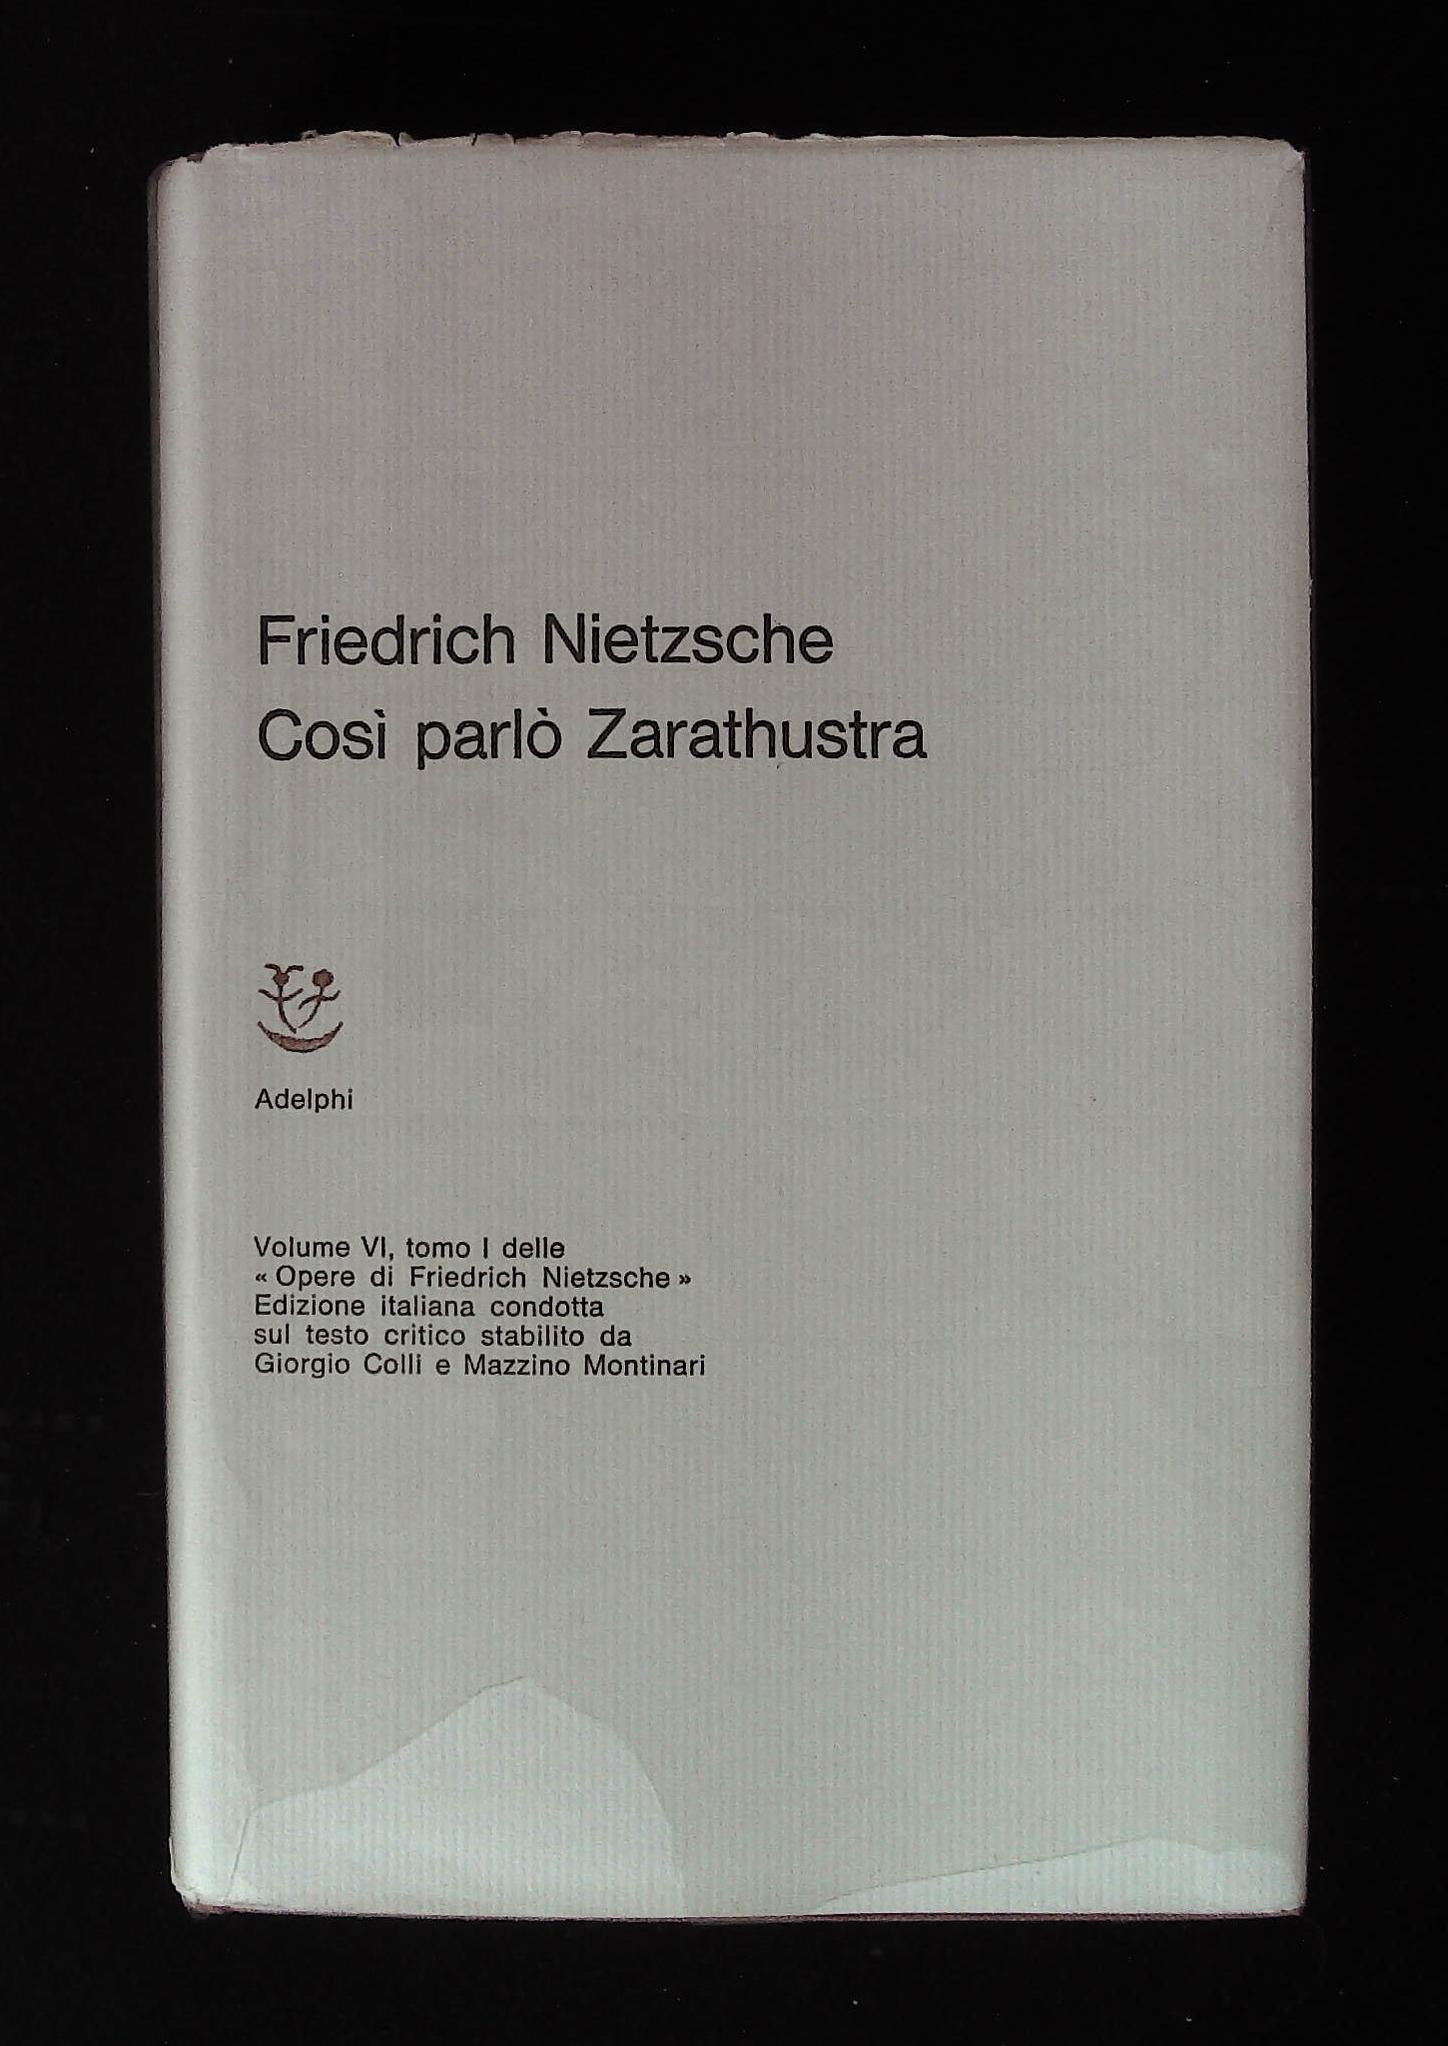 Friedrich Nietzsche
Così parlò Zarathustra
Adelphi
Volume VI, tomo I delle
« Opere di Friedrich Nietzsche »
Edizione italiana condotta
sul testo critico stabilito da
Giorgio Colli e Mazzino Montinari